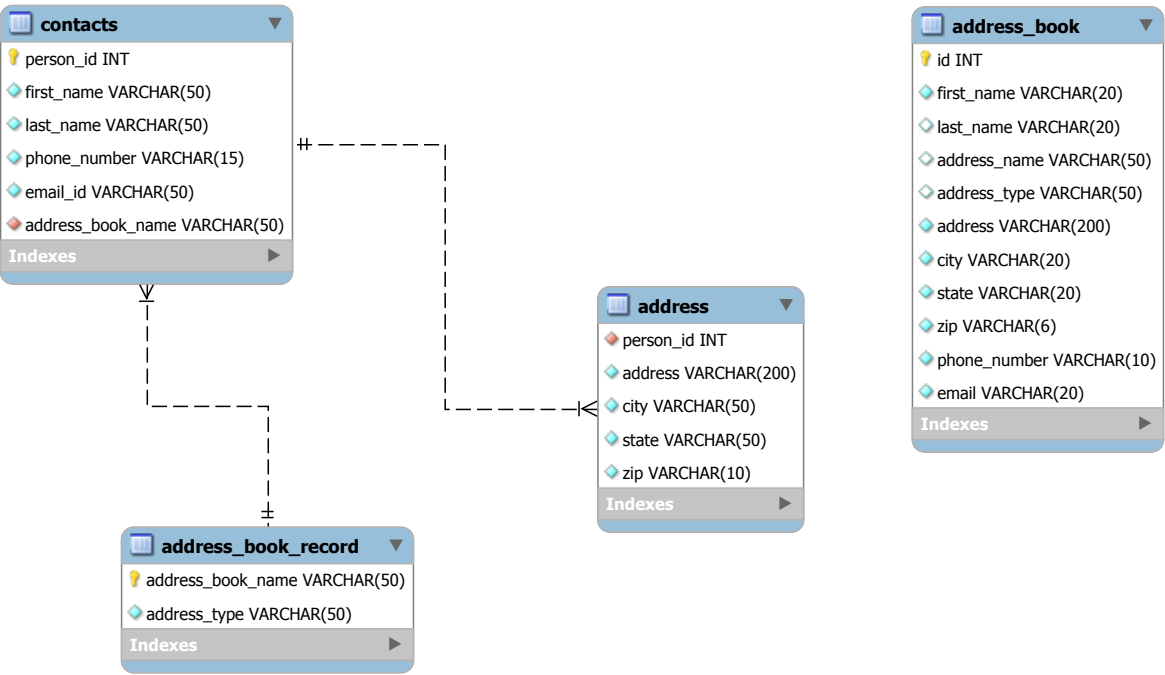 contacts
person_id INT
first_name VARCHAR(50)
last_name VARCHAR(50)
phone_number VARCHAR(15)
email_id VARCHAR(50)
address_book_name VARCHAR(50)
Indexes
address_book
id INT
first_name VARCHAR(20)
last_name VARCHAR(20)
address_name VARCHAR(50)
address_type VARCHAR(50)
address VARCHAR(200)
city VARCHAR(20)
state VARCHAR(20)
zip VARCHAR(6)
phone_number VARCHAR(10)
email VARCHAR(20)
Indexes
address
person_id INT
address VARCHAR(200)
city VARCHAR(50)
state VARCHAR(50)
zip VARCHAR(10)
Indexes
address_book_record
address_book_name VARCHAR(50)
address_type VARCHAR(50)
Indexes